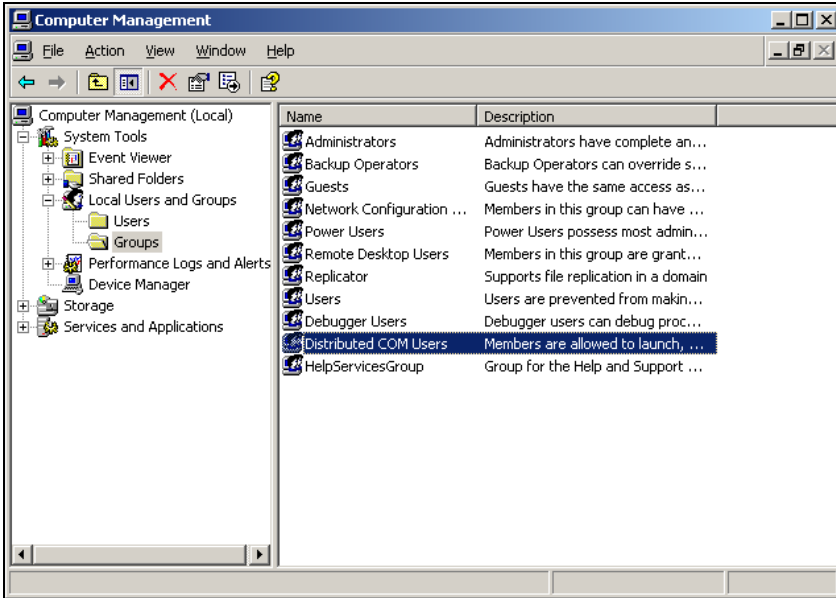 Computer Management
File Action View Window Help
Computer Management (Local)
System Tools
Event Viewer
Shared Folders
Local Users and Groups
Users
Groups
Performance Logs and Alerts
Device Manager
Storage
Services and Applications
Name Description
Administrators Administrators have complete an...
Backup Operators Backup Operators can override s...
Guests Guests have the same access as...
Network Configuration ... Members in this group can have ...
Power Users Power Users possess most admin...
Remote Desktop Users Members in this group are grant...
Replicator Supports file replication in a domain
Users Users are prevented from makin...
Debugger Users Debugger users can debug proc...
Distributed COM Users Members are allowed to launch, ...
HelpServicesGroup Group for the Help and Support ...